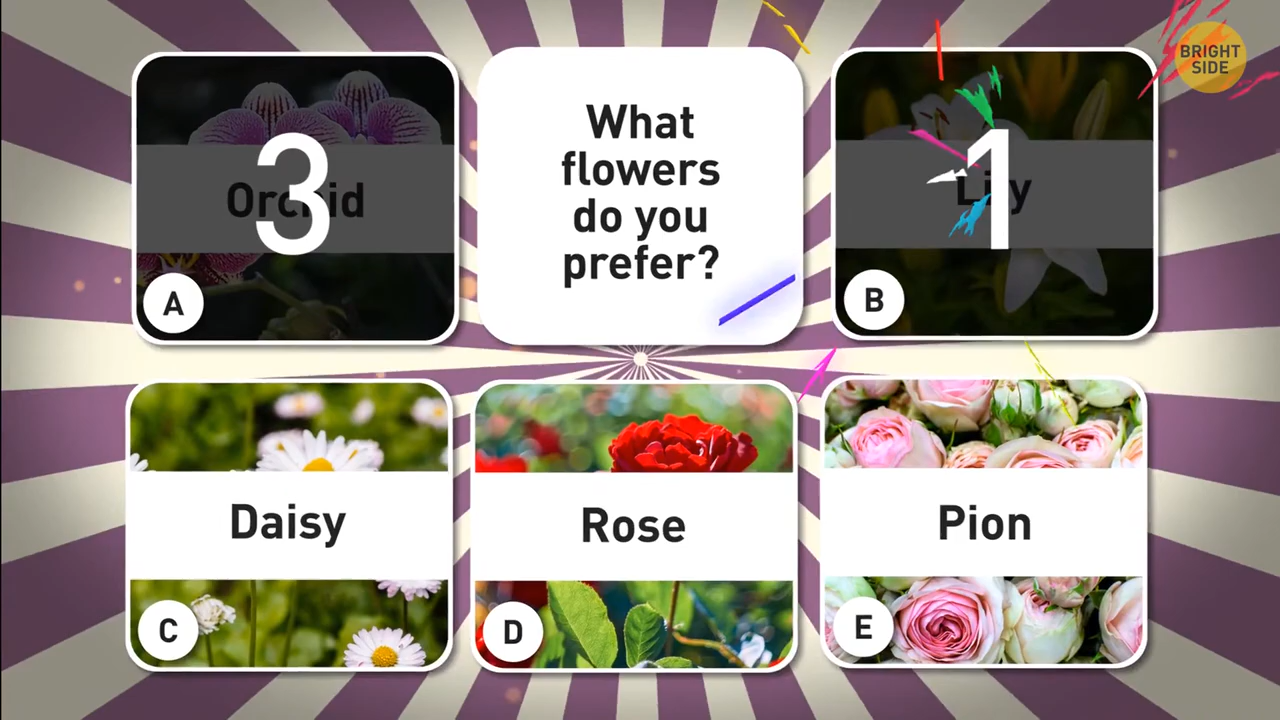 Orchid
3
A
What
flowers
do you
prefer?
Lily
1
B
BRIGHT
SIDE
Daisy
C
Rose
D
Pion
E